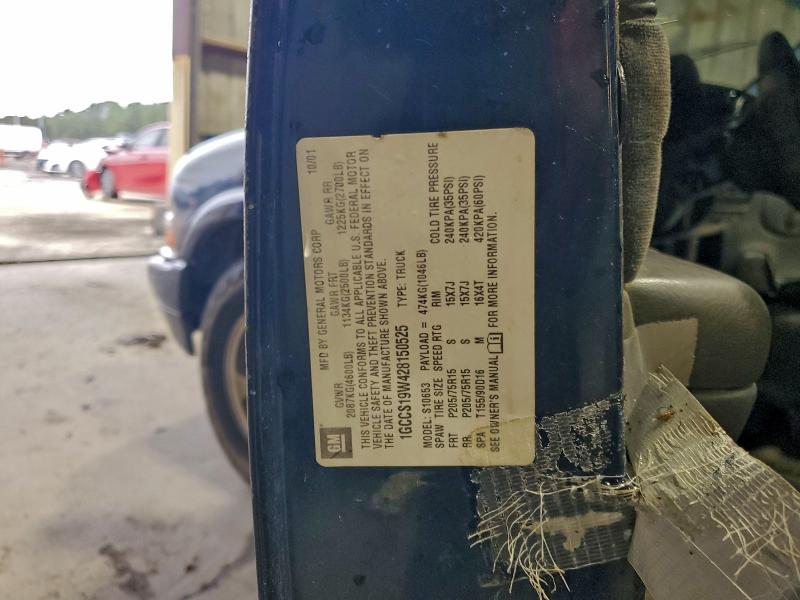 GM
MFD BY GENERAL MOTORS CORP 10/01
GVWR GAWR FRT GAWR RR
2087KG(4600LB) 1134KG(2500LB) 1225KG(2700LB)
THIS VEHICLE CONFORMS TO ALL APPLICABLE U.S. FEDERAL MOTOR
VEHICLE SAFETY AND THEFT PREVENTION STANDARDS IN EFFECT ON
THE DATE OF MANUFACTURE SHOWN ABOVE.
1GCCS19W428150525 TYPE: TRUCK
MODEL: S10653 PAYLOAD = 474KG(1046LB)
SPAW TIRE SIZE SPEED RTG RIM COLD TIRE PRESSURE
FRT P205/75R15 S 15X7J 240KPA(35PSI)
RR P205/75R15 S 15X7J 240KPA(35PSI)
SPA T155/90D16 M 16X4T 420KPA(60PSI)
SEE OWNER'S MANUAL FOR MORE INFORMATION.